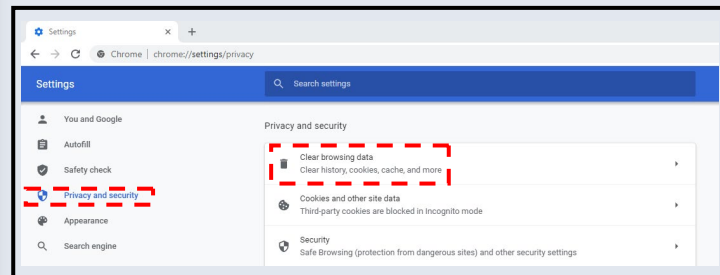 Settings
Chrome | chrome://settings/privacy
Settings
Search settings
You and Google
Autofill
Safety check
Privacy and security
Appearance
Search engine
Privacy and security
Clear browsing data
Clear history, cookies, cache, and more
Cookies and other site data
Third-party cookies are blocked in Incognito mode
Security
Safe Browsing (protection from dangerous sites) and other security settings